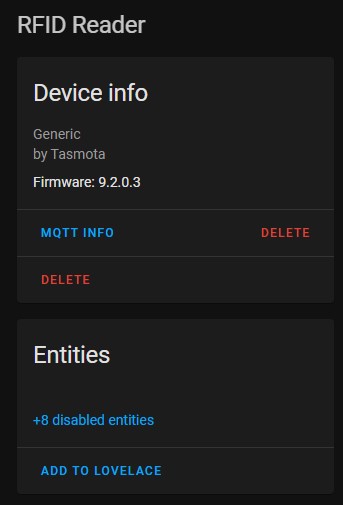 RFID Reader
Device info
Generic
by Tasmota
Firmware: 9.2.0.3
MQTT INFO DELETE
DELETE
Entities
+8 disabled entities
ADD TO LOVELACE